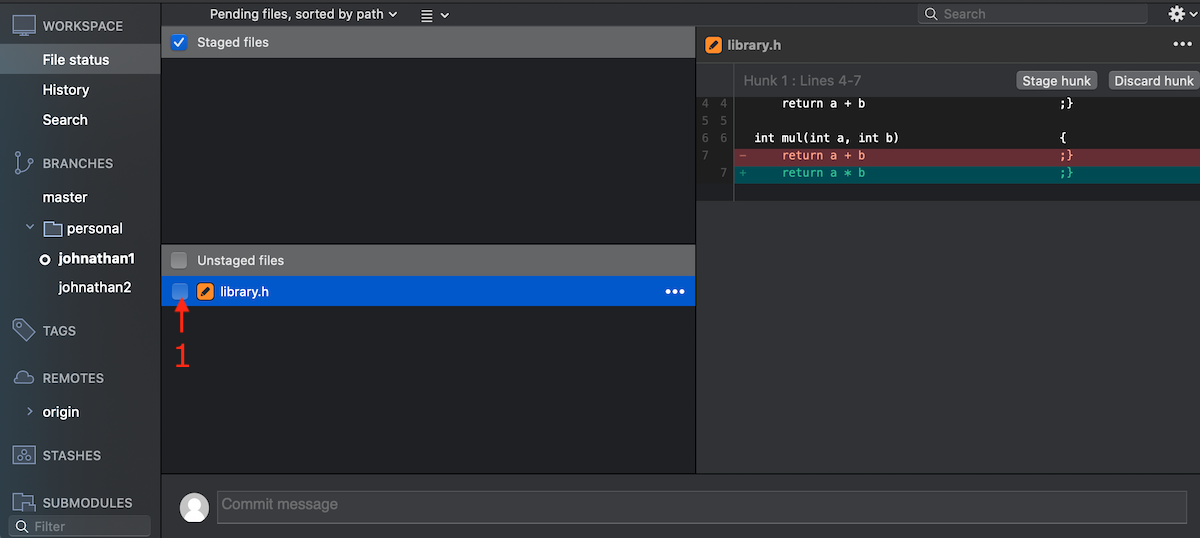 WORKSPACE
File status
History
Search
BRANCHES
master
personal
johnathan1
johnathan2
TAGS
REMOTES
origin
STASHES
SUBMODULES
Filter
Pending files, sorted by path
Search
Staged files
Unstaged files
library.h
1
library.h
Hunk 1 : Lines 4-7
Stage hunk
Discard hunk
4 4 return a + b ;}
5 5
6 6 int mul(int a, int b) {
7 - return a + b ;}
7 + return a * b ;}
Commit message